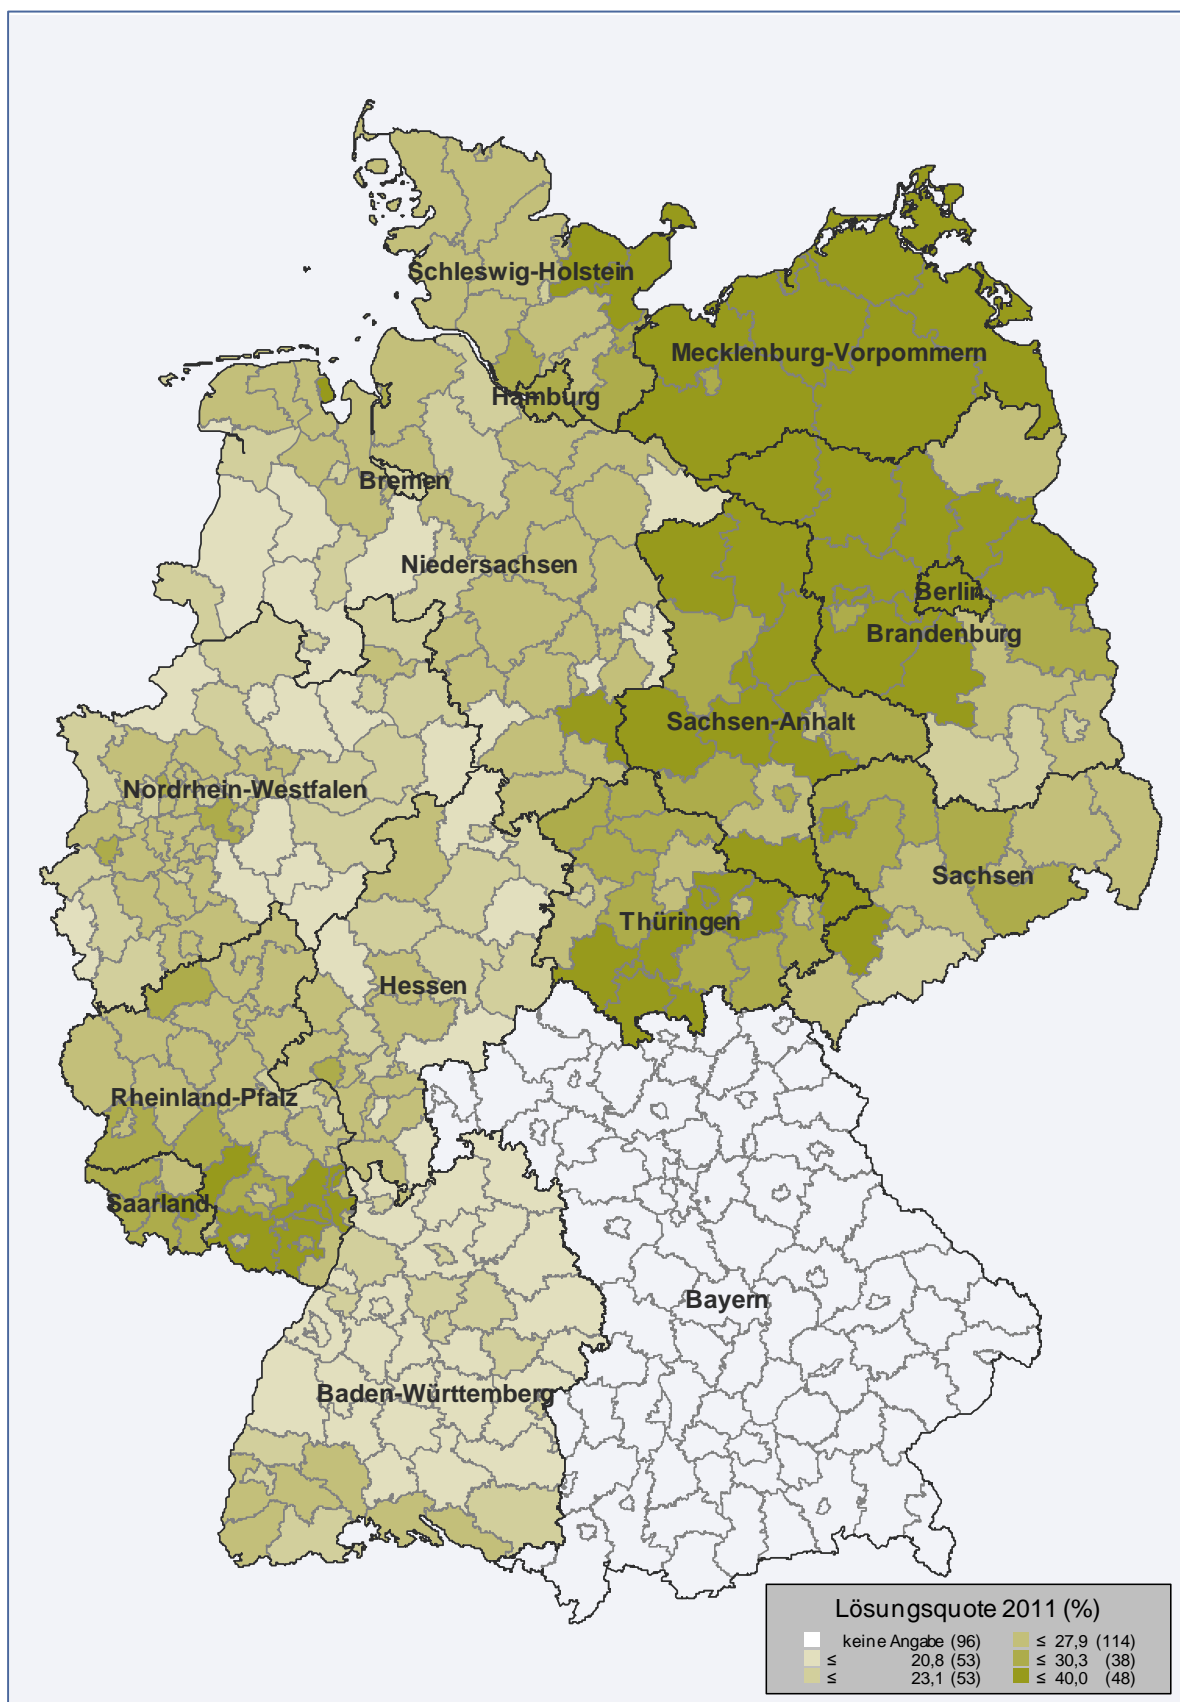 Schleswig-Holstein
Mecklenburg-Vorpommern
Hamburg
Bremen
Niedersachsen
Berlin
Brandenburg
Sachsen-Anhalt
Nordrhein-Westfalen
Sachsen
Thüringen
Hessen
Rheinland-Pfalz
Saarland
Bayern
Baden-Württemberg
Lösungsquote 2011 (%)
keine Angabe (96) ≤ 27,9 (114)
≤ 20,8 (53) ≤ 30,3 (38)
≤ 23,1 (53) ≤ 40,0 (48)